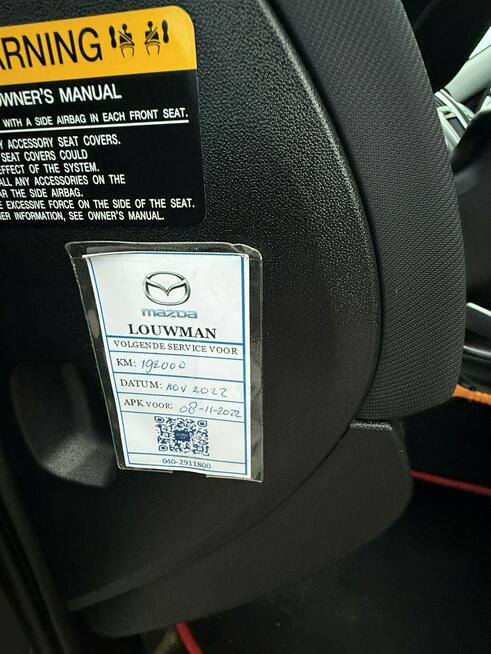 ARNING
OWNER'S MANUAL
WITH A SIDE AIRBAG IN EACH FRONT SEAT.
Y ACCESSORY SEAT COVERS.
SEAT COVERS COULD
EFFECT OF THE SYSTEM.
ALL ANY ACCESSORIES ON THE
AR THE SIDE AIRBAG.
E EXCESSIVE FORCE ON THE SIDE OF THE SEAT.
HER INFORMATION, SEE OWNER'S MANUAL.
mazda
LOUWMAN
VOLGENDE SERVICE VOOR
KM: 192000
DATUM: NOV 2022
APK VOOR: 08-11-2022
040-2911800